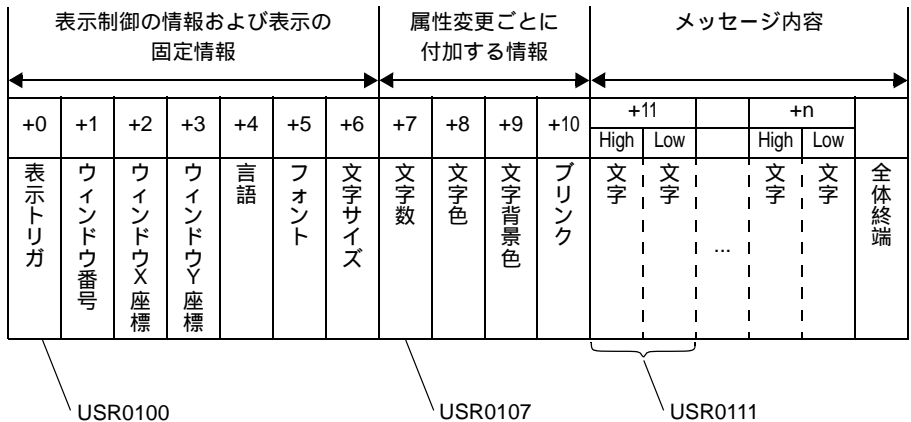 表示制御の情報および表示の
固定情報
属性変更ごとに
付加する情報
メッセージ内容
+0 +1 +2 +3 +4 +5 +6 +7 +8 +9 +10 +11 +n
High Low High Low
表示トリガ
ウィンドウ番号
ウィンドウX座標
ウィンドウY座標
言語
フォント
文字サイズ
文字数
文字色
文字背景色
ブリンク
文字
文字
...
文字
文字
全体終端
USR0100 USR0107 USR0111